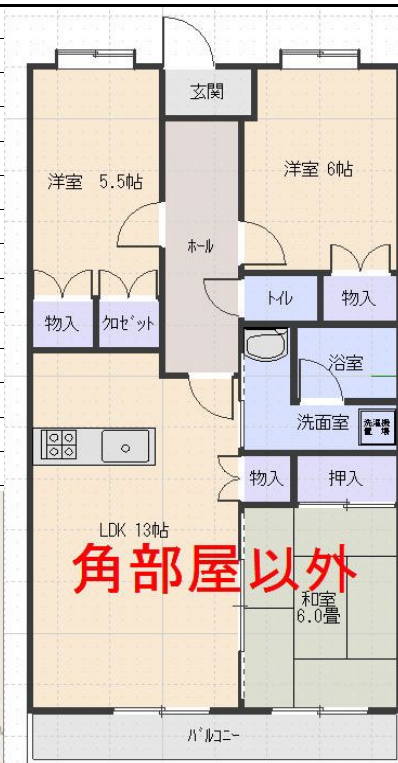 玄関
洋室 5.5帖
洋室 6帖
ホール
トイレ
物入
物入
クロゼット
浴室
洗面室
洗濯機
置場
物入
押入
LDK 13帖
角部屋以外
和室
6.0畳
バルコニー